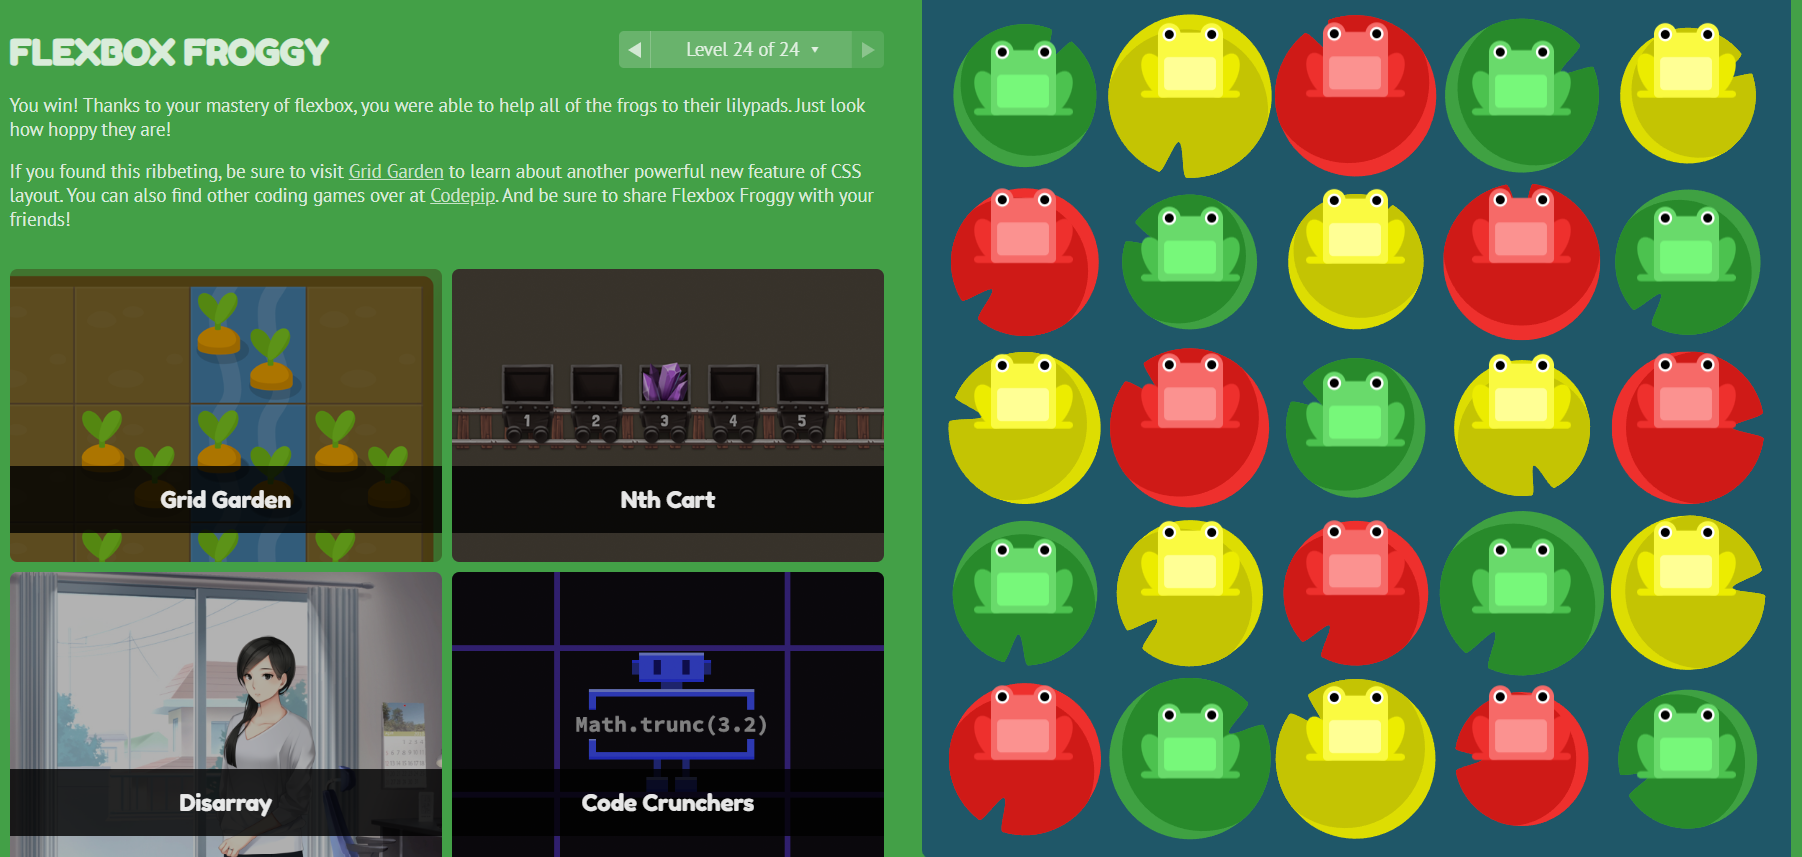 FLEXBOX FROGGY
Level 24 of 24
You win! Thanks to your mastery of flexbox, you were able to help all of the frogs to their lilypads. Just look
how hoppy they are!
If you found this ribbeting, be sure to visit Grid Garden to learn about another powerful new feature of CSS
layout. You can also find other coding games over at Codepip. And be sure to share Flexbox Froggy with your
friends!
1 2 3 4 5
Grid Garden
Nth Cart
Math.trunc(3.2)
Disarray
Code Crunchers